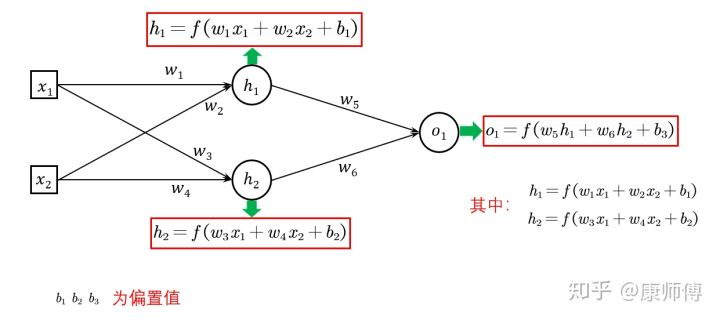 h₁ = f(w₁x₁ + w₂x₂ + b₁)
x₁
w₁
h₁
w₂
w₅
o₁
o₁ = f(w₅h₁ + w₆h₂ + b₃)
w₃
x₂
w₄
h₂
w₆
h₂ = f(w₃x₁ + w₄x₂ + b₂)
其中:
h₁ = f(w₁x₁ + w₂x₂ + b₁)
h₂ = f(w₃x₁ + w₄x₂ + b₂)
b₁ b₂ b₃ 为偏置值
知乎 @康师傅